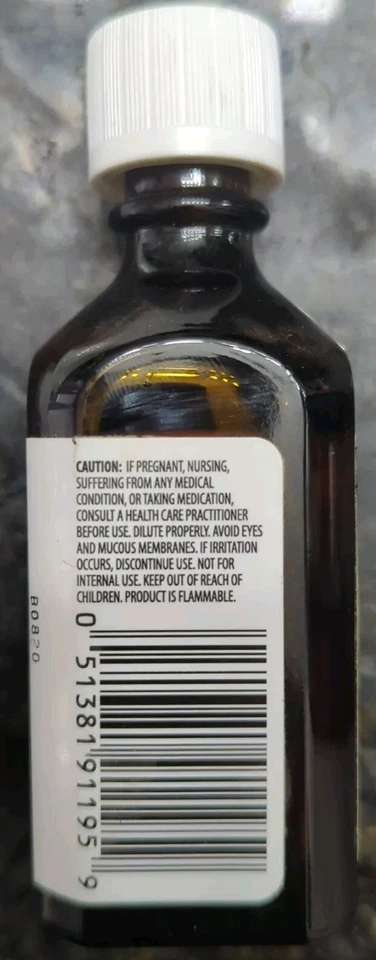 CAUTION: IF PREGNANT, NURSING,
SUFFERING FROM ANY MEDICAL
CONDITION, OR TAKING MEDICATION,
CONSULT A HEALTH CARE PRACTITIONER
BEFORE USE. DILUTE PROPERLY. AVOID EYES
AND MUCOUS MEMBRANES. IF IRRITATION
OCCURS, DISCONTINUE USE. NOT FOR
INTERNAL USE. KEEP OUT OF REACH OF
CHILDREN. PRODUCT IS FLAMMABLE.
B0820
0 51381 91195 9